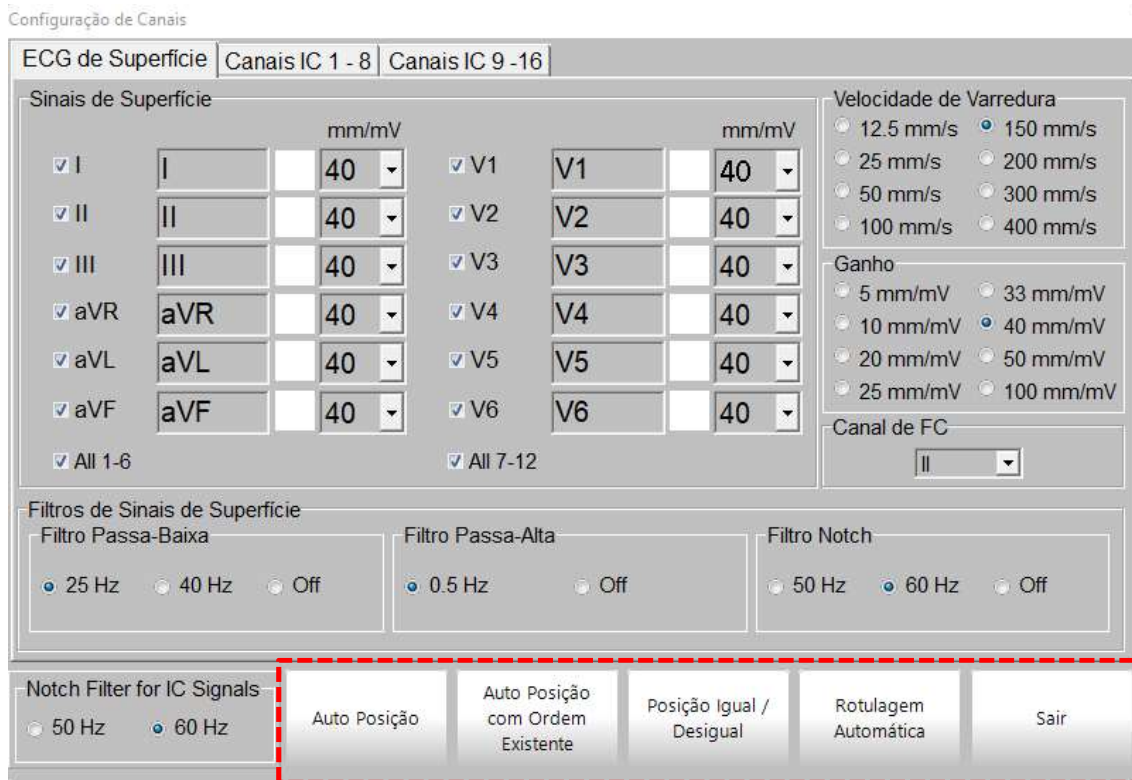 Configuração de Canais
ECG de Superfície Canais IC 1 - 8 Canais IC 9 -16
Sinais de Superfície
mm/mV mm/mV
I I 40 V1 V1 40
II II 40 V2 V2 40
III III 40 V3 V3 40
aVR aVR 40 V4 V4 40
aVL aVL 40 V5 V5 40
aVF aVF 40 V6 V6 40
All 1-6 All 7-12
Velocidade de Varredura
12.5 mm/s 150 mm/s
25 mm/s 200 mm/s
50 mm/s 300 mm/s
100 mm/s 400 mm/s
Ganho
5 mm/mV 33 mm/mV
10 mm/mV 40 mm/mV
20 mm/mV 50 mm/mV
25 mm/mV 100 mm/mV
Canal de FC
II
Filtros de Sinais de Superfície
Filtro Passa-Baixa
25 Hz 40 Hz Off
Filtro Passa-Alta
0.5 Hz Off
Filtro Notch
50 Hz 60 Hz Off
Notch Filter for IC Signals
50 Hz 60 Hz
Auto Posição
Auto Posição
com Ordem
Existente
Posição Igual /
Desigual
Rotulagem
Automática
Sair